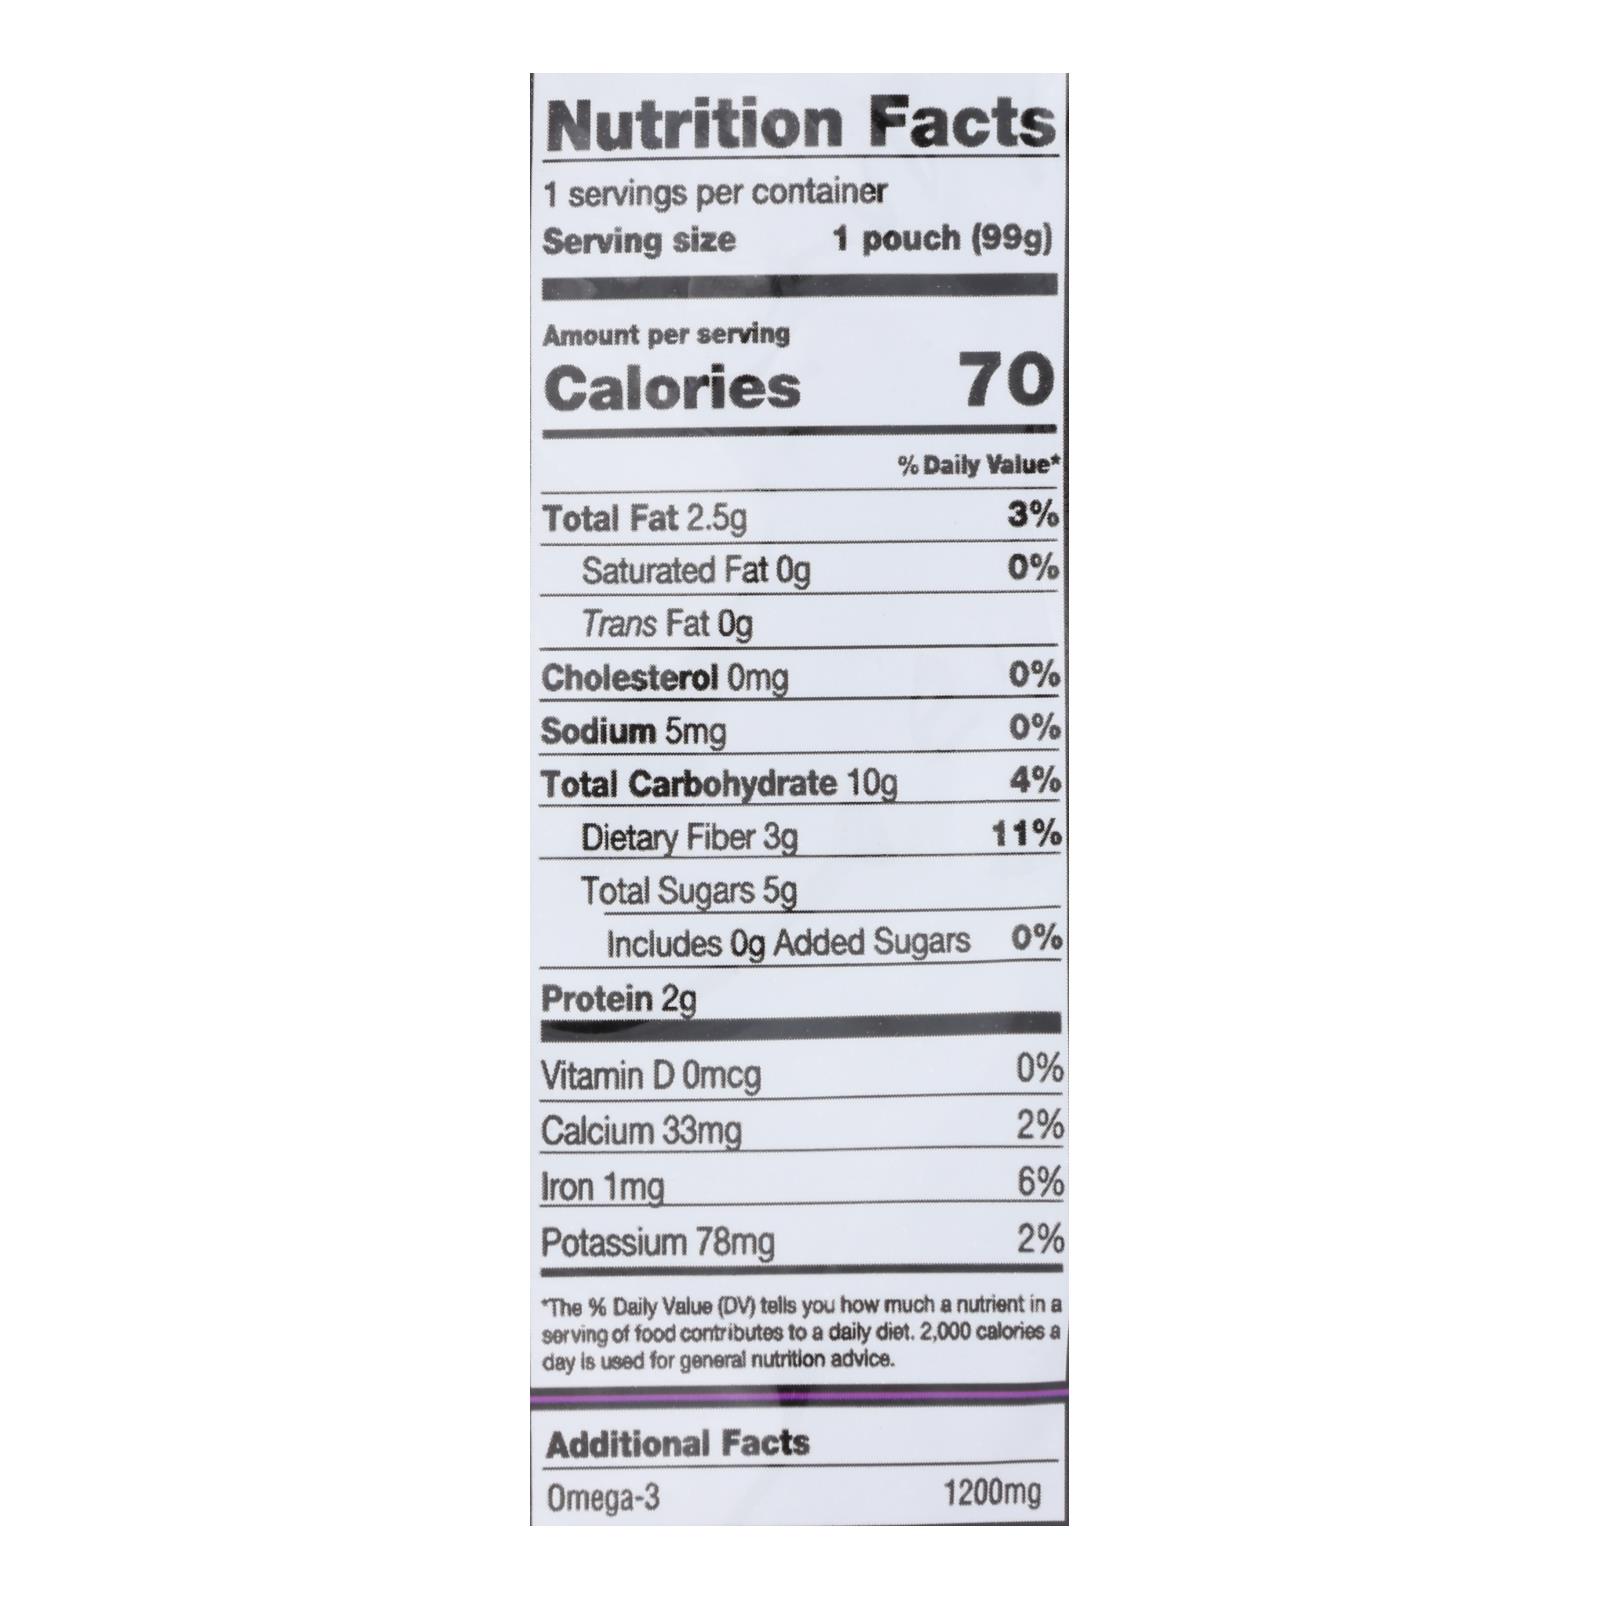 Nutrition Facts
1 servings per container
Serving size 1 pouch (99g)
Amount per serving
Calories 70
% Daily Value*
Total Fat 2.5g 3%
Saturated Fat 0g 0%
Trans Fat 0g
Cholesterol 0mg 0%
Sodium 5mg 0%
Total Carbohydrate 10g 4%
Dietary Fiber 3g 11%
Total Sugars 5g
Includes 0g Added Sugars 0%
Protein 2g
Vitamin D 0mcg 0%
Calcium 33mg 2%
Iron 1mg 6%
Potassium 78mg 2%
*The % Daily Value (DV) tells you how much a nutrient in a
serving of food contributes to a daily diet. 2,000 calories a
day is used for general nutrition advice.
Additional Facts
Omega-3 1200mg